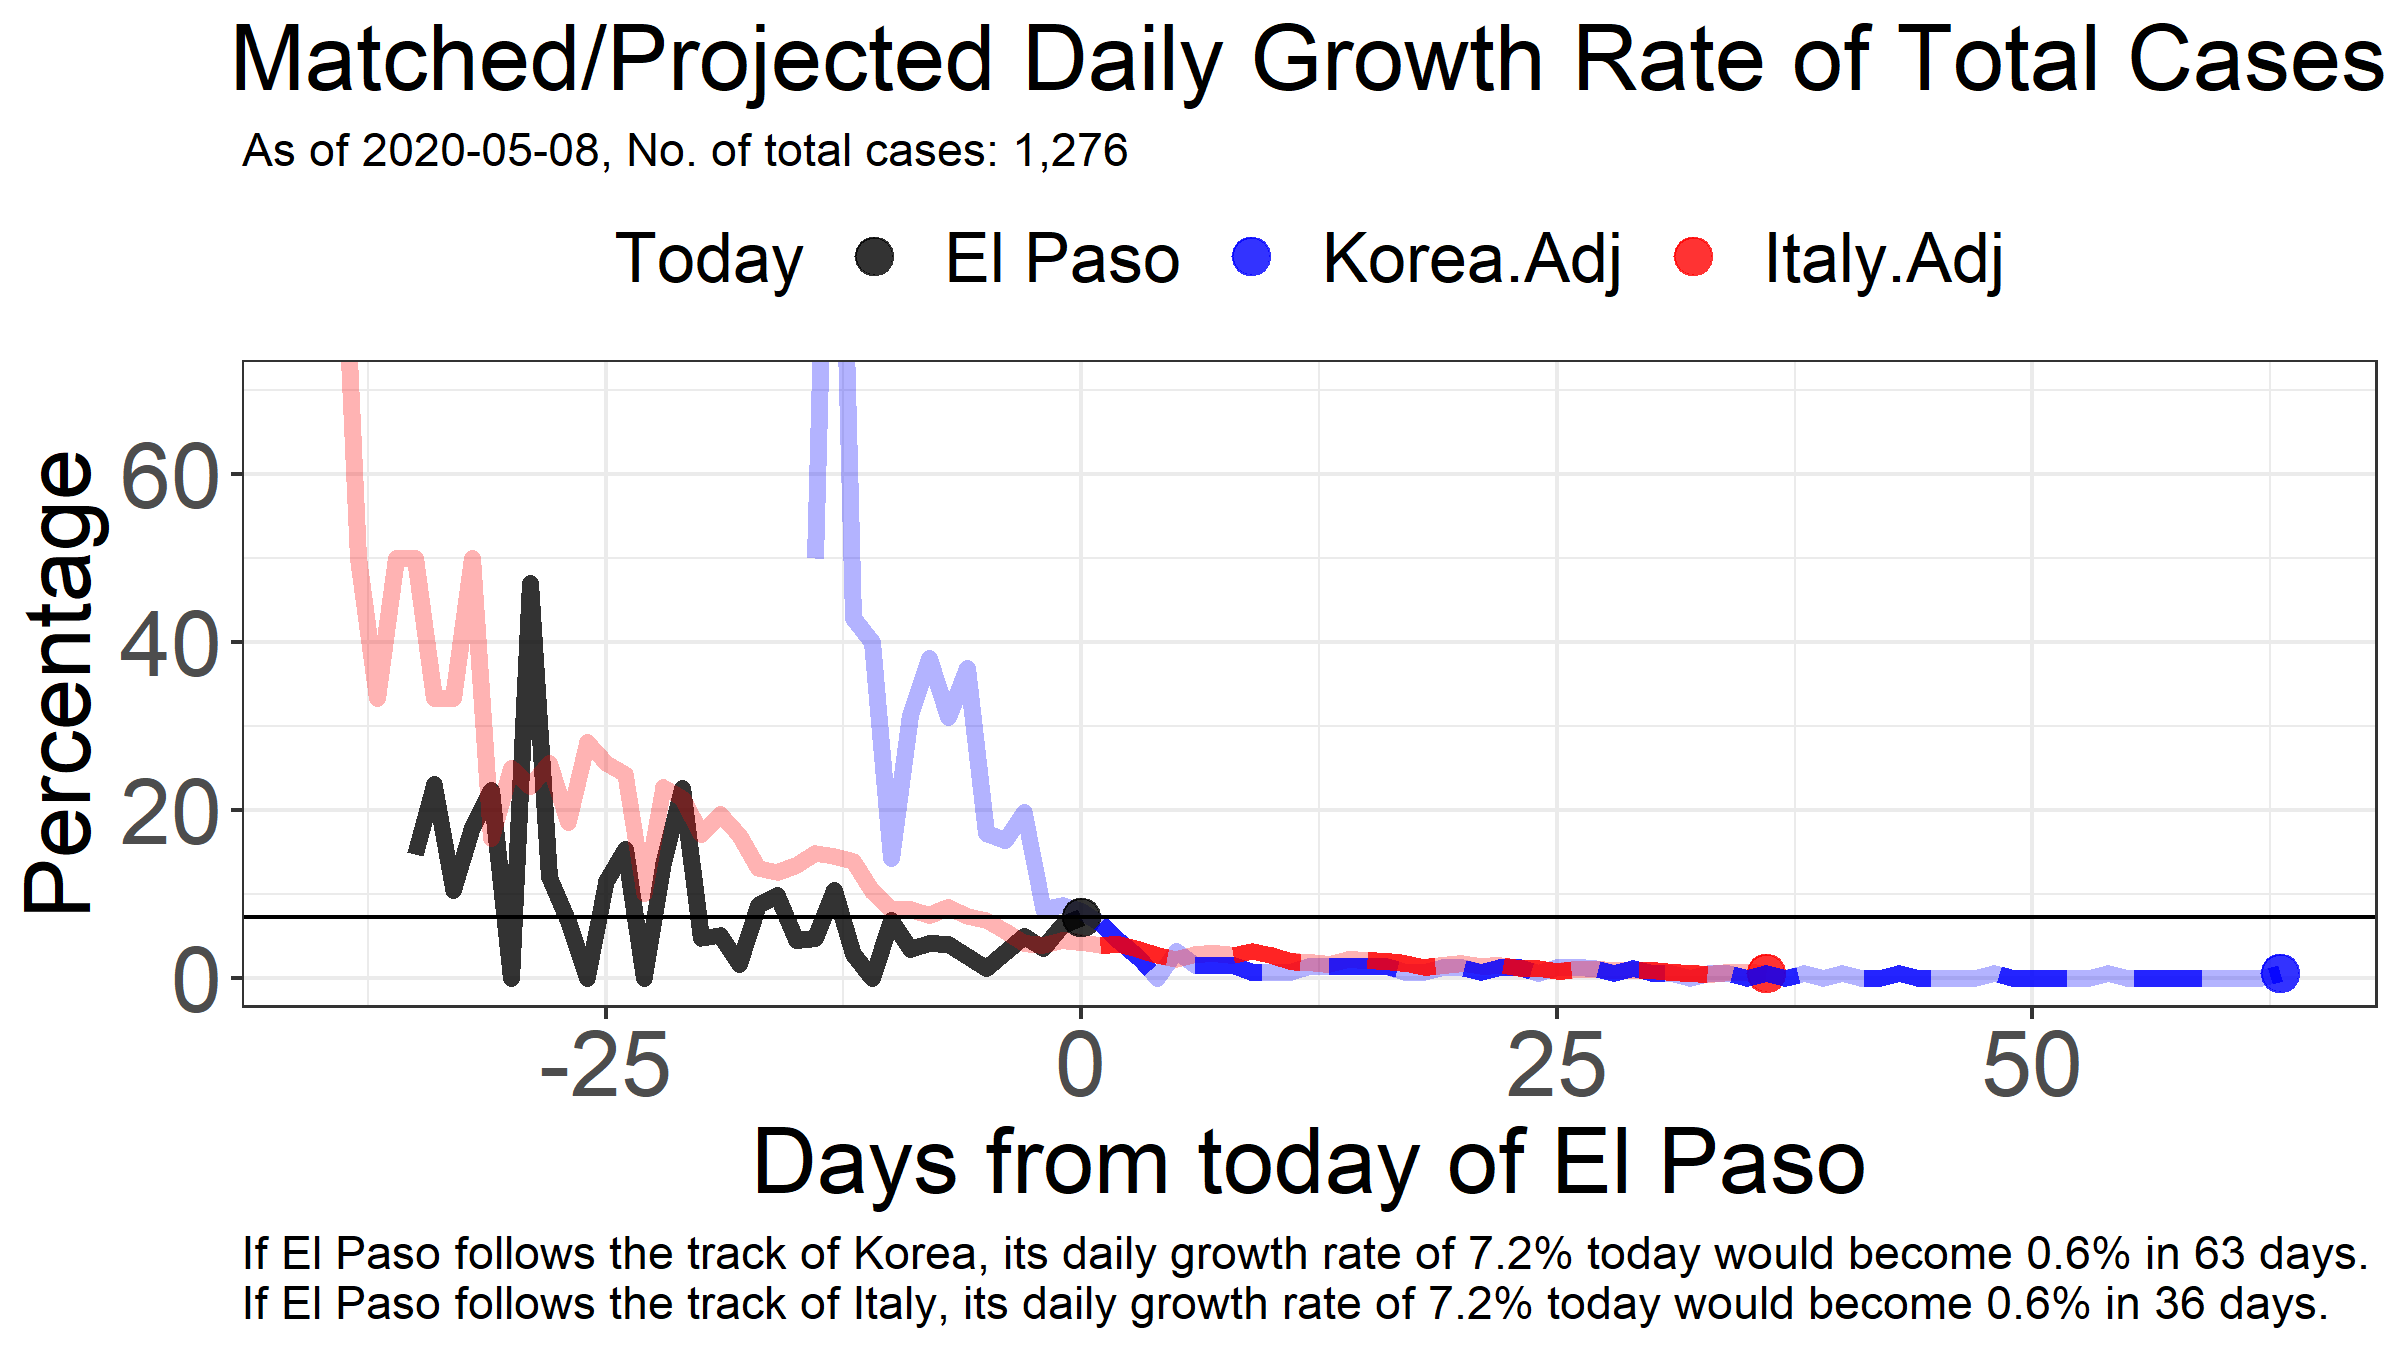 Matched/Projected Daily Growth Rate of Total Cases
As of 2020-05-08, No. of total cases: 1,276
Today El Paso Korea.Adj Italy.Adj
Percentage
60
40
20
0
-25 0 25 50
Days from today of El Paso
If El Paso follows the track of Korea, its daily growth rate of 7.2% today would become 0.6% in 63 days.
If El Paso follows the track of Italy, its daily growth rate of 7.2% today would become 0.6% in 36 days.